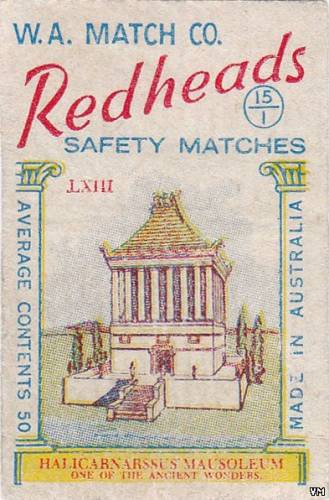 W.A. MATCH CO.
Redheads
15
1
SAFETY MATCHES
LXIII
AVERAGE CONTENTS 50
MADE IN AUSTRALIA
HALICARNARSSUS' MAUSOLEUM
ONE OF THE ANCIENT WONDERS.
VM